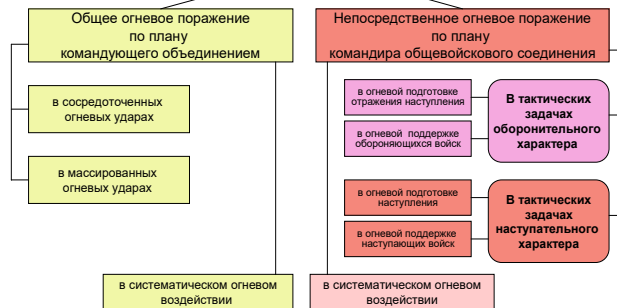 Общее огневое поражение
по плану
командующего объединением
Непосредственное огневое поражение
по плану
командира общевойскового соединения
в сосредоточенных
огневых ударах
в массированных
огневых ударах
в огневой подготовке
отражения наступления
в огневой поддержке
обороняющихся войск
В тактических
задачах
оборонительного
характера
в огневой подготовке
наступления
в огневой поддержке
наступающих войск
В тактических
задачах
наступательного
характера
в систематическом огневом
воздействии
в систематическом огневом
воздействии